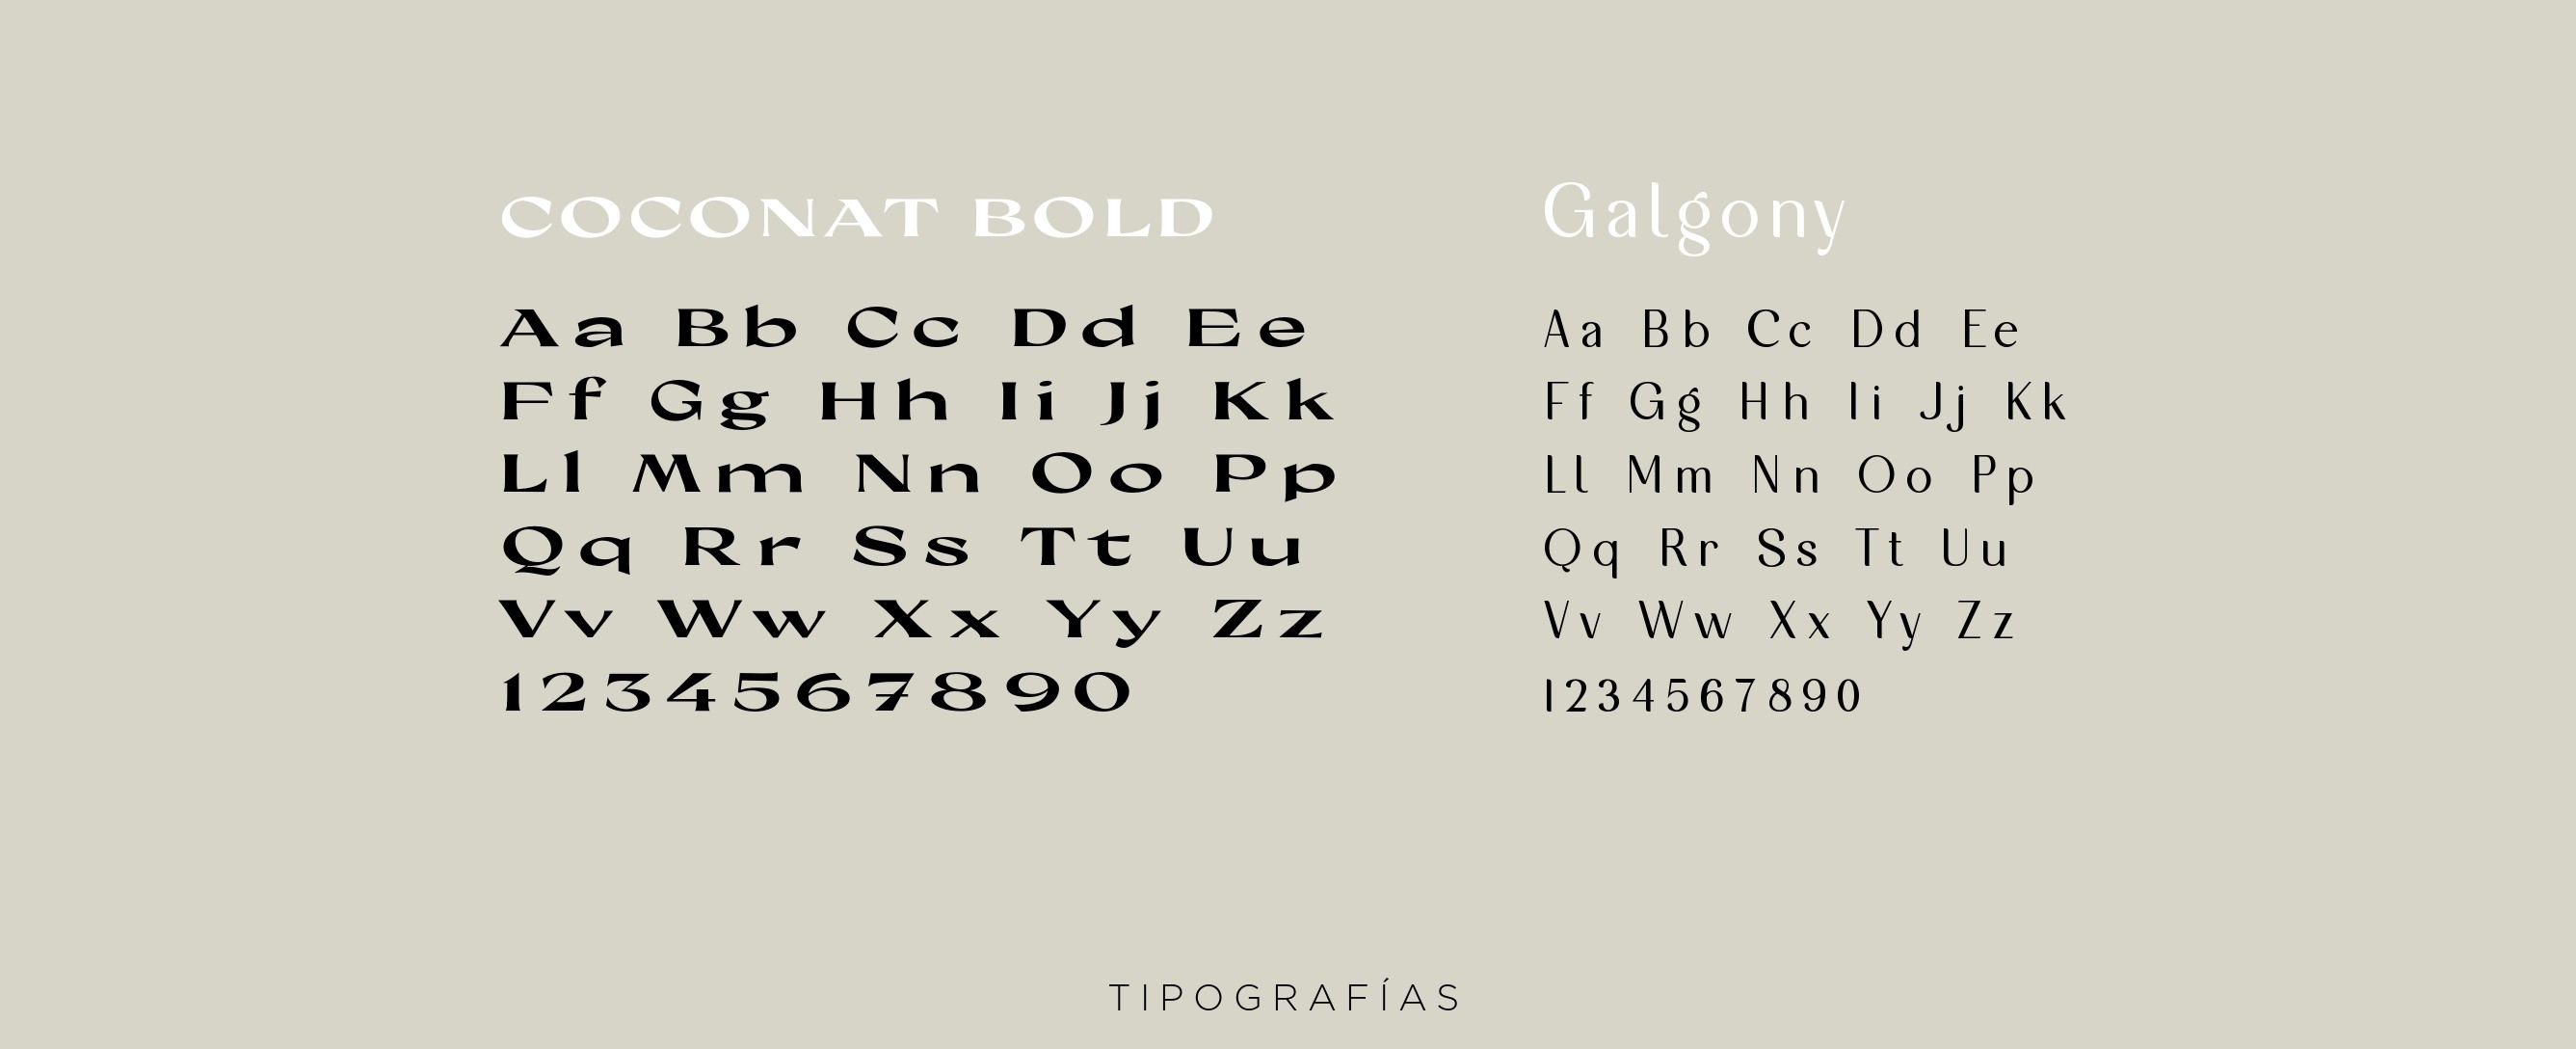 COCONAT BOLD
Aa Bb Cc Dd Ee
Ff Gg Hh Ii Jj Kk
Ll Mm Nn Oo Pp
Qq Rr Ss Tt Uu
Vv Ww Xx Yy Zz
1234567890
Galgony
Aa Bb Cc Dd Ee
Ff Gg Hh Ii Jj Kk
Ll Mm Nn Oo Pp
Qq Rr Ss Tt Uu
Vv Ww Xx Yy Zz
1234567890
TIPOGRAFÍAS